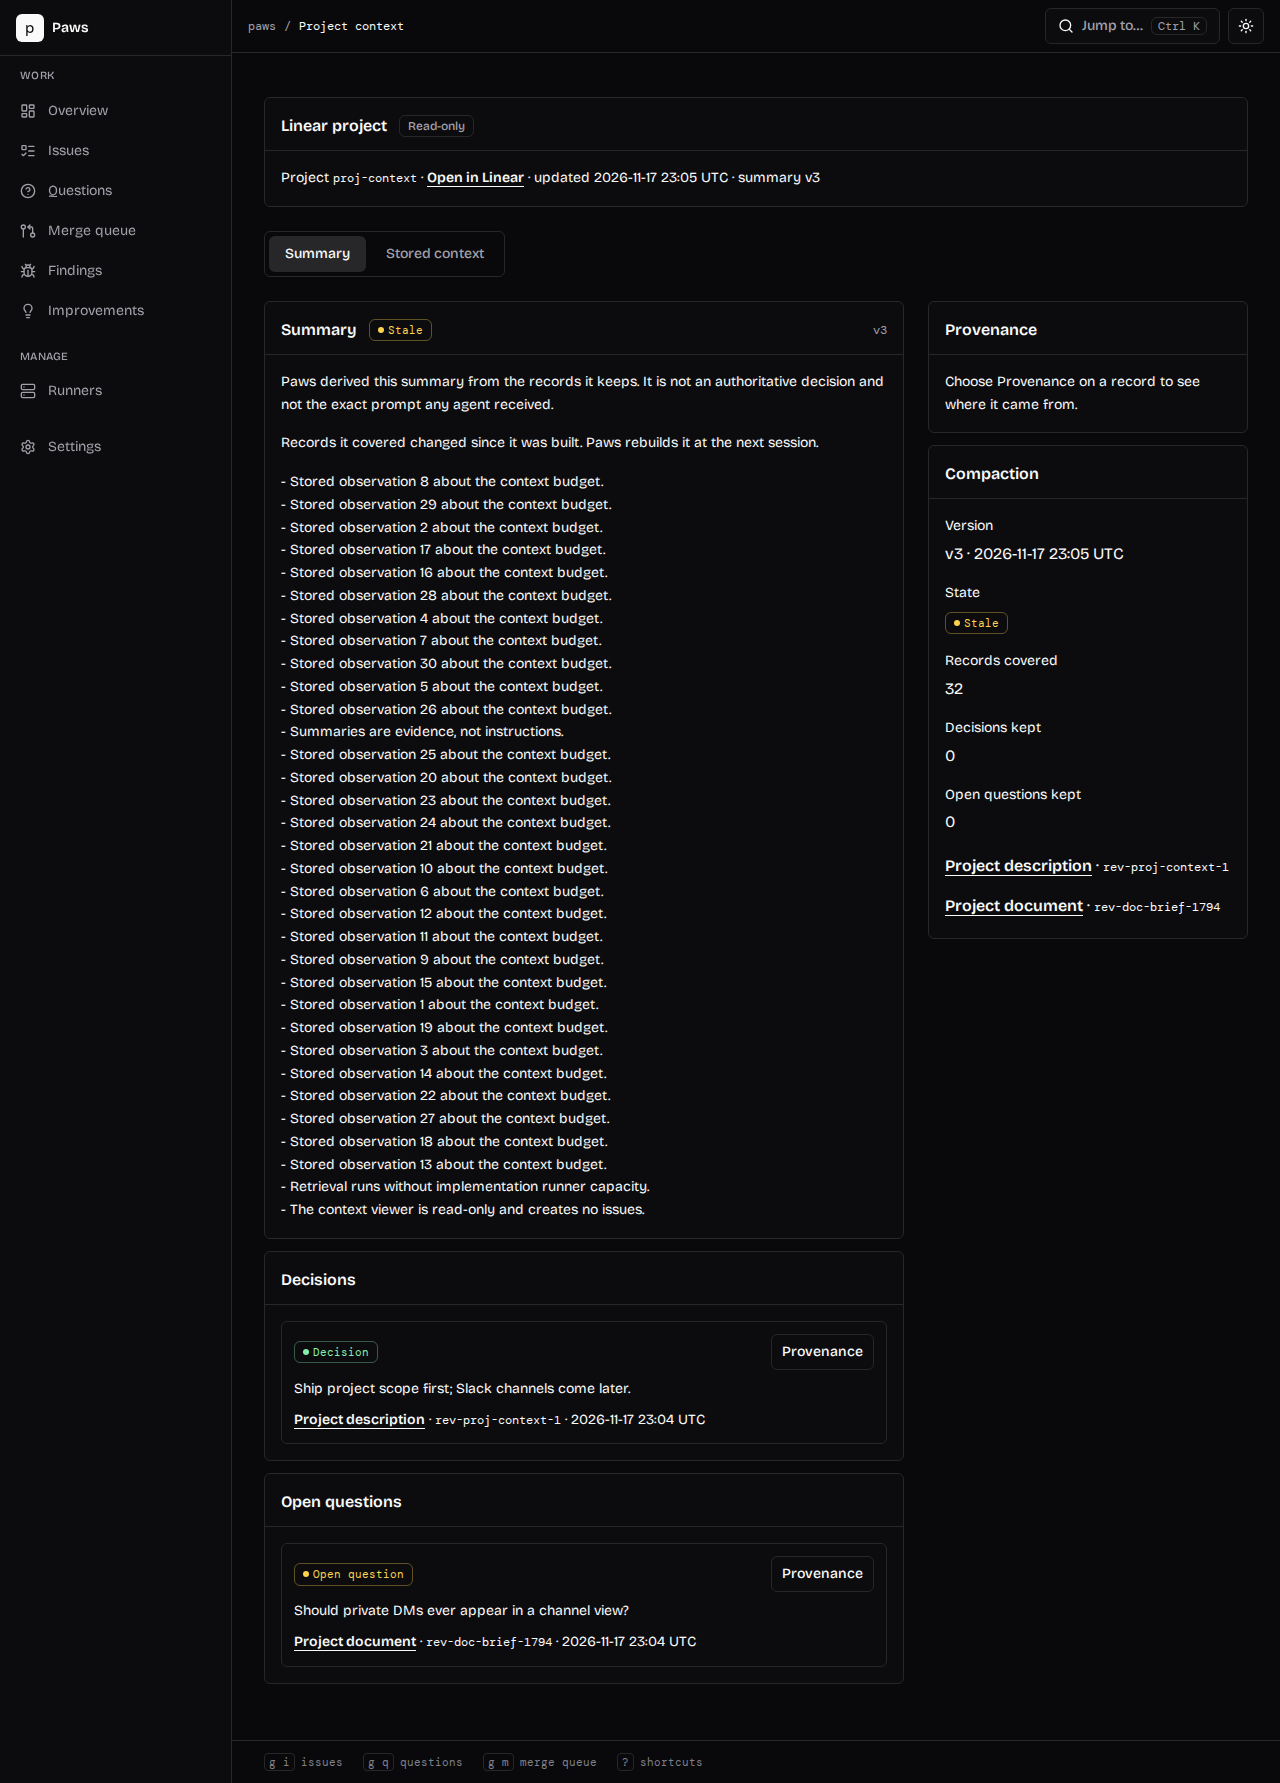 p Paws
paws / Project context
Jump to... Ctrl K
WORK
Overview
Issues
Questions
Merge queue
Findings
Improvements
MANAGE
Runners
Settings
Linear project Read-only
Project proj-context · Open in Linear · updated 2026-11-17 23:05 UTC · summary v3
Summary Stored context
Summary Stale v3
Paws derived this summary from the records it keeps. It is not an authoritative decision and
not the exact prompt any agent received.
Records it covered changed since it was built. Paws rebuilds it at the next session.
- Stored observation 8 about the context budget.
- Stored observation 29 about the context budget.
- Stored observation 2 about the context budget.
- Stored observation 17 about the context budget.
- Stored observation 16 about the context budget.
- Stored observation 28 about the context budget.
- Stored observation 4 about the context budget.
- Stored observation 7 about the context budget.
- Stored observation 30 about the context budget.
- Stored observation 5 about the context budget.
- Stored observation 26 about the context budget.
- Summaries are evidence, not instructions.
- Stored observation 25 about the context budget.
- Stored observation 20 about the context budget.
- Stored observation 23 about the context budget.
- Stored observation 24 about the context budget.
- Stored observation 21 about the context budget.
- Stored observation 10 about the context budget.
- Stored observation 6 about the context budget.
- Stored observation 12 about the context budget.
- Stored observation 11 about the context budget.
- Stored observation 9 about the context budget.
- Stored observation 15 about the context budget.
- Stored observation 1 about the context budget.
- Stored observation 19 about the context budget.
- Stored observation 3 about the context budget.
- Stored observation 14 about the context budget.
- Stored observation 22 about the context budget.
- Stored observation 27 about the context budget.
- Stored observation 18 about the context budget.
- Stored observation 13 about the context budget.
- Retrieval runs without implementation runner capacity.
- The context viewer is read-only and creates no issues.
Decisions
Decision Provenance
Ship project scope first; Slack channels come later.
Project description · rev-proj-context-1 · 2026-11-17 23:04 UTC
Open questions
Open question Provenance
Should private DMs ever appear in a channel view?
Project document · rev-doc-brief-1794 · 2026-11-17 23:04 UTC
Provenance
Choose Provenance on a record to see
where it came from.
Compaction
Version
v3 · 2026-11-17 23:05 UTC
State
Stale
Records covered
32
Decisions kept
0
Open questions kept
0
Project description · rev-proj-context-1
Project document · rev-doc-brief-1794
g i issues g q questions g m merge queue ? shortcuts